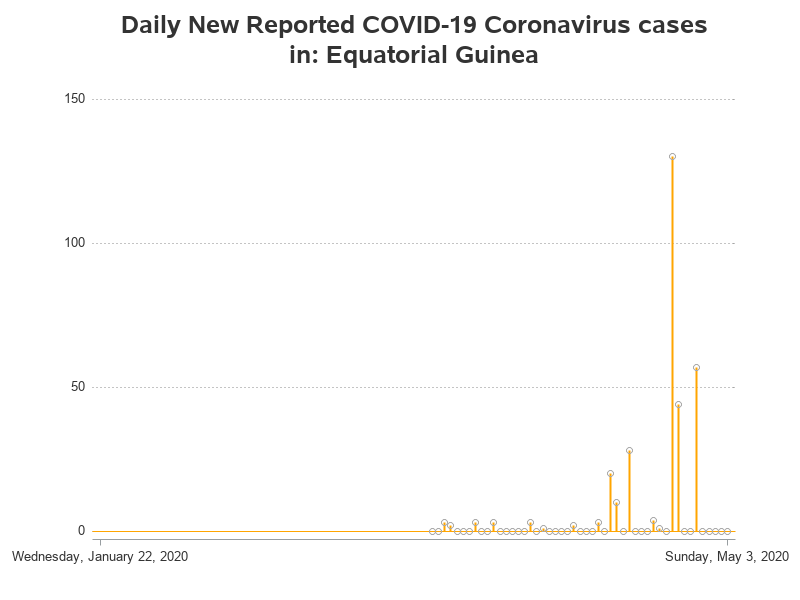 Daily New Reported COVID-19 Coronavirus cases
in: Equatorial Guinea
150
100
50
0
Wednesday, January 22, 2020
Sunday, May 3, 2020